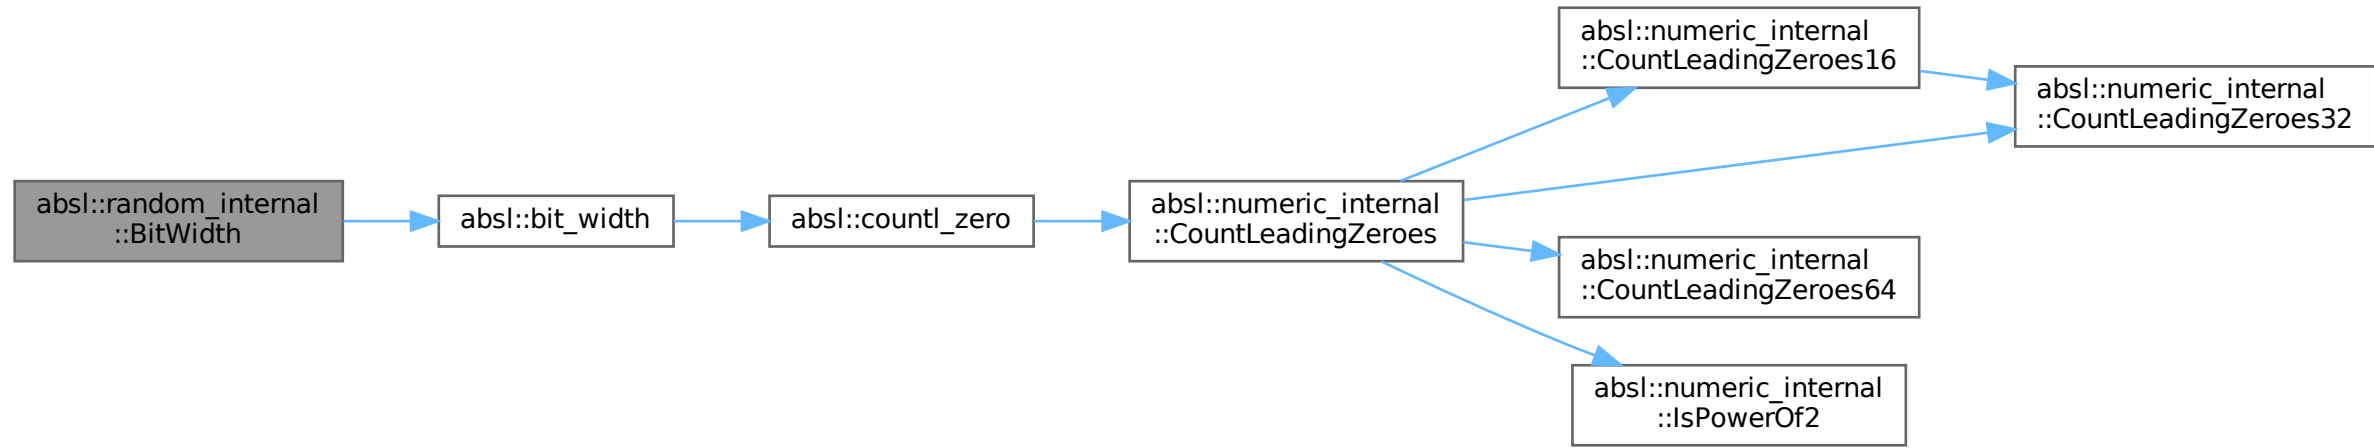 absl::random_internal
::BitWidth
absl::bit_width
absl::countl_zero
absl::numeric_internal
::CountLeadingZeroes
absl::numeric_internal
::CountLeadingZeroes16
absl::numeric_internal
::CountLeadingZeroes32
absl::numeric_internal
::CountLeadingZeroes64
absl::numeric_internal
::IsPowerOf2